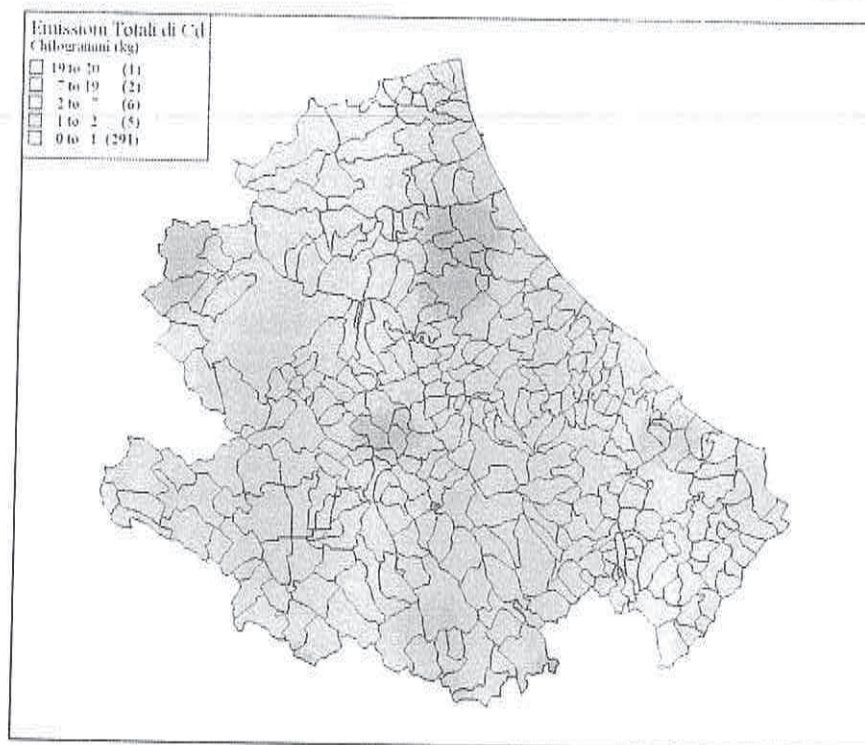 Emissioni Totali di Cd
Chilogrammi (kg)
19 to 20 (1)
7 to 19 (2)
2 to 7 (6)
1 to 2 (5)
0 to 1 (291)